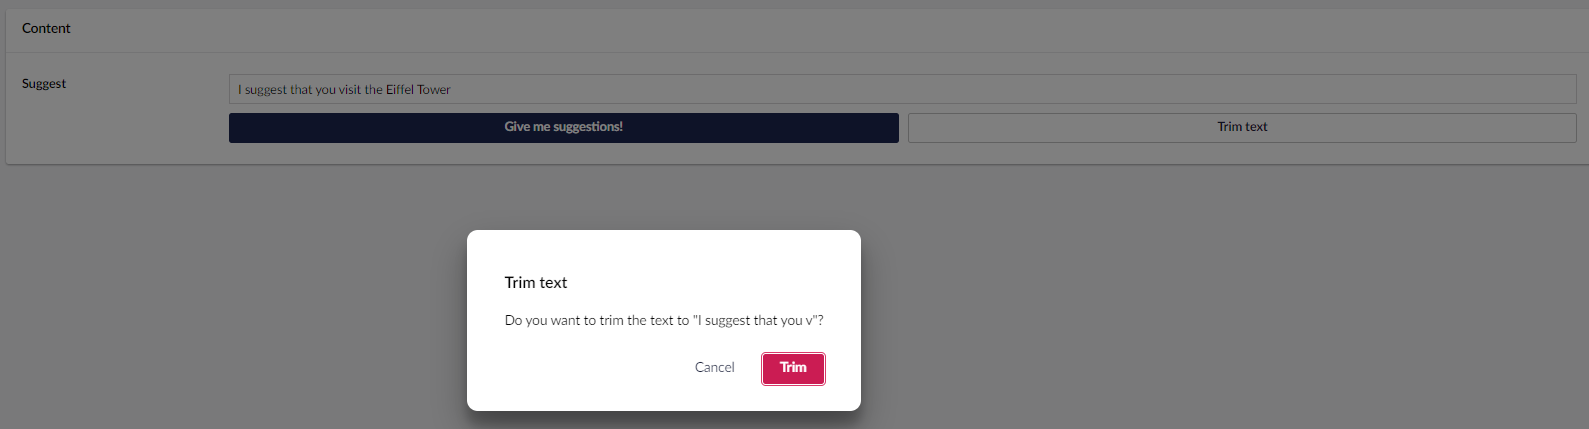 Content
Suggest
I suggest that you visit the Eiffel Tower
Give me suggestions!
Trim text
Trim text
Do you want to trim the text to "I suggest that you v"?
Cancel
Trim